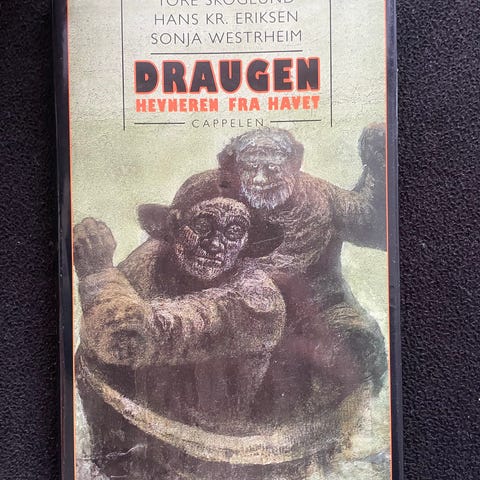 TORE SKOGLUND
HANS KR. ERIKSEN
SONJA WESTRHEIM
DRAUGEN
HEVNEREN FRA HAVET
CAPPELEN